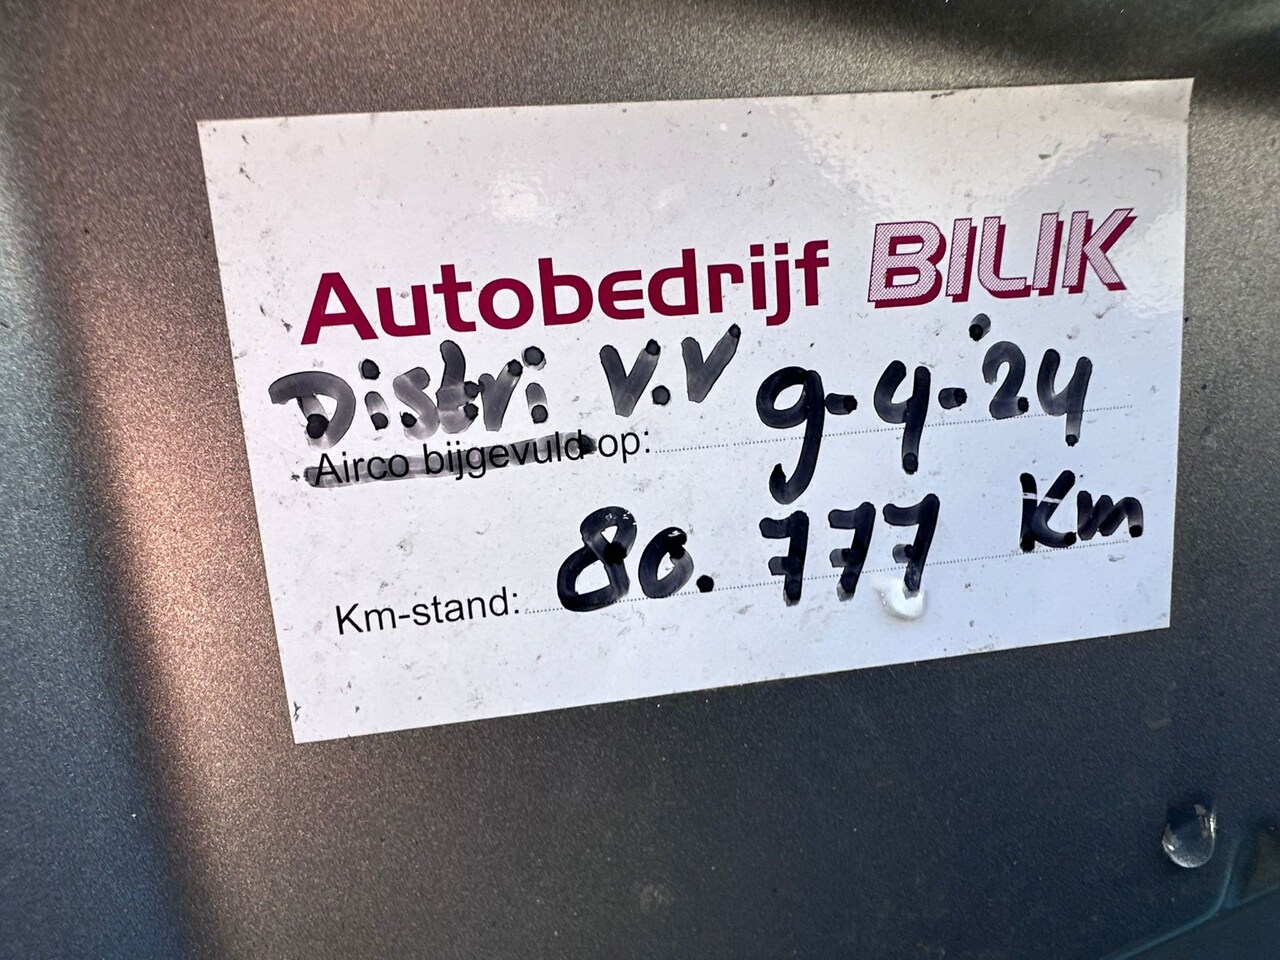 Autobedrijf BILIK
Distri V.V 9-4-24
Airco bijgevuld op:
80.777 Km
Km-stand: